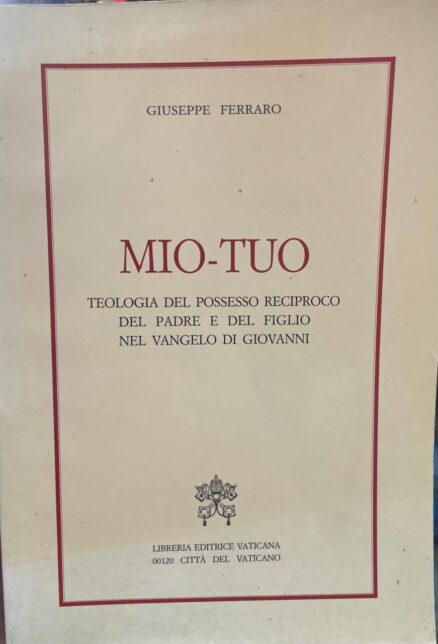 GIUSEPPE FERRARO
MIO-TUO
TEOLOGIA DEL POSSESSO RECIPROCO
DEL PADRE E DEL FIGLIO
NEL VANGELO DI GIOVANNI
LIBRERIA EDITRICE VATICANA
00120 CITTÀ DEL VATICANO